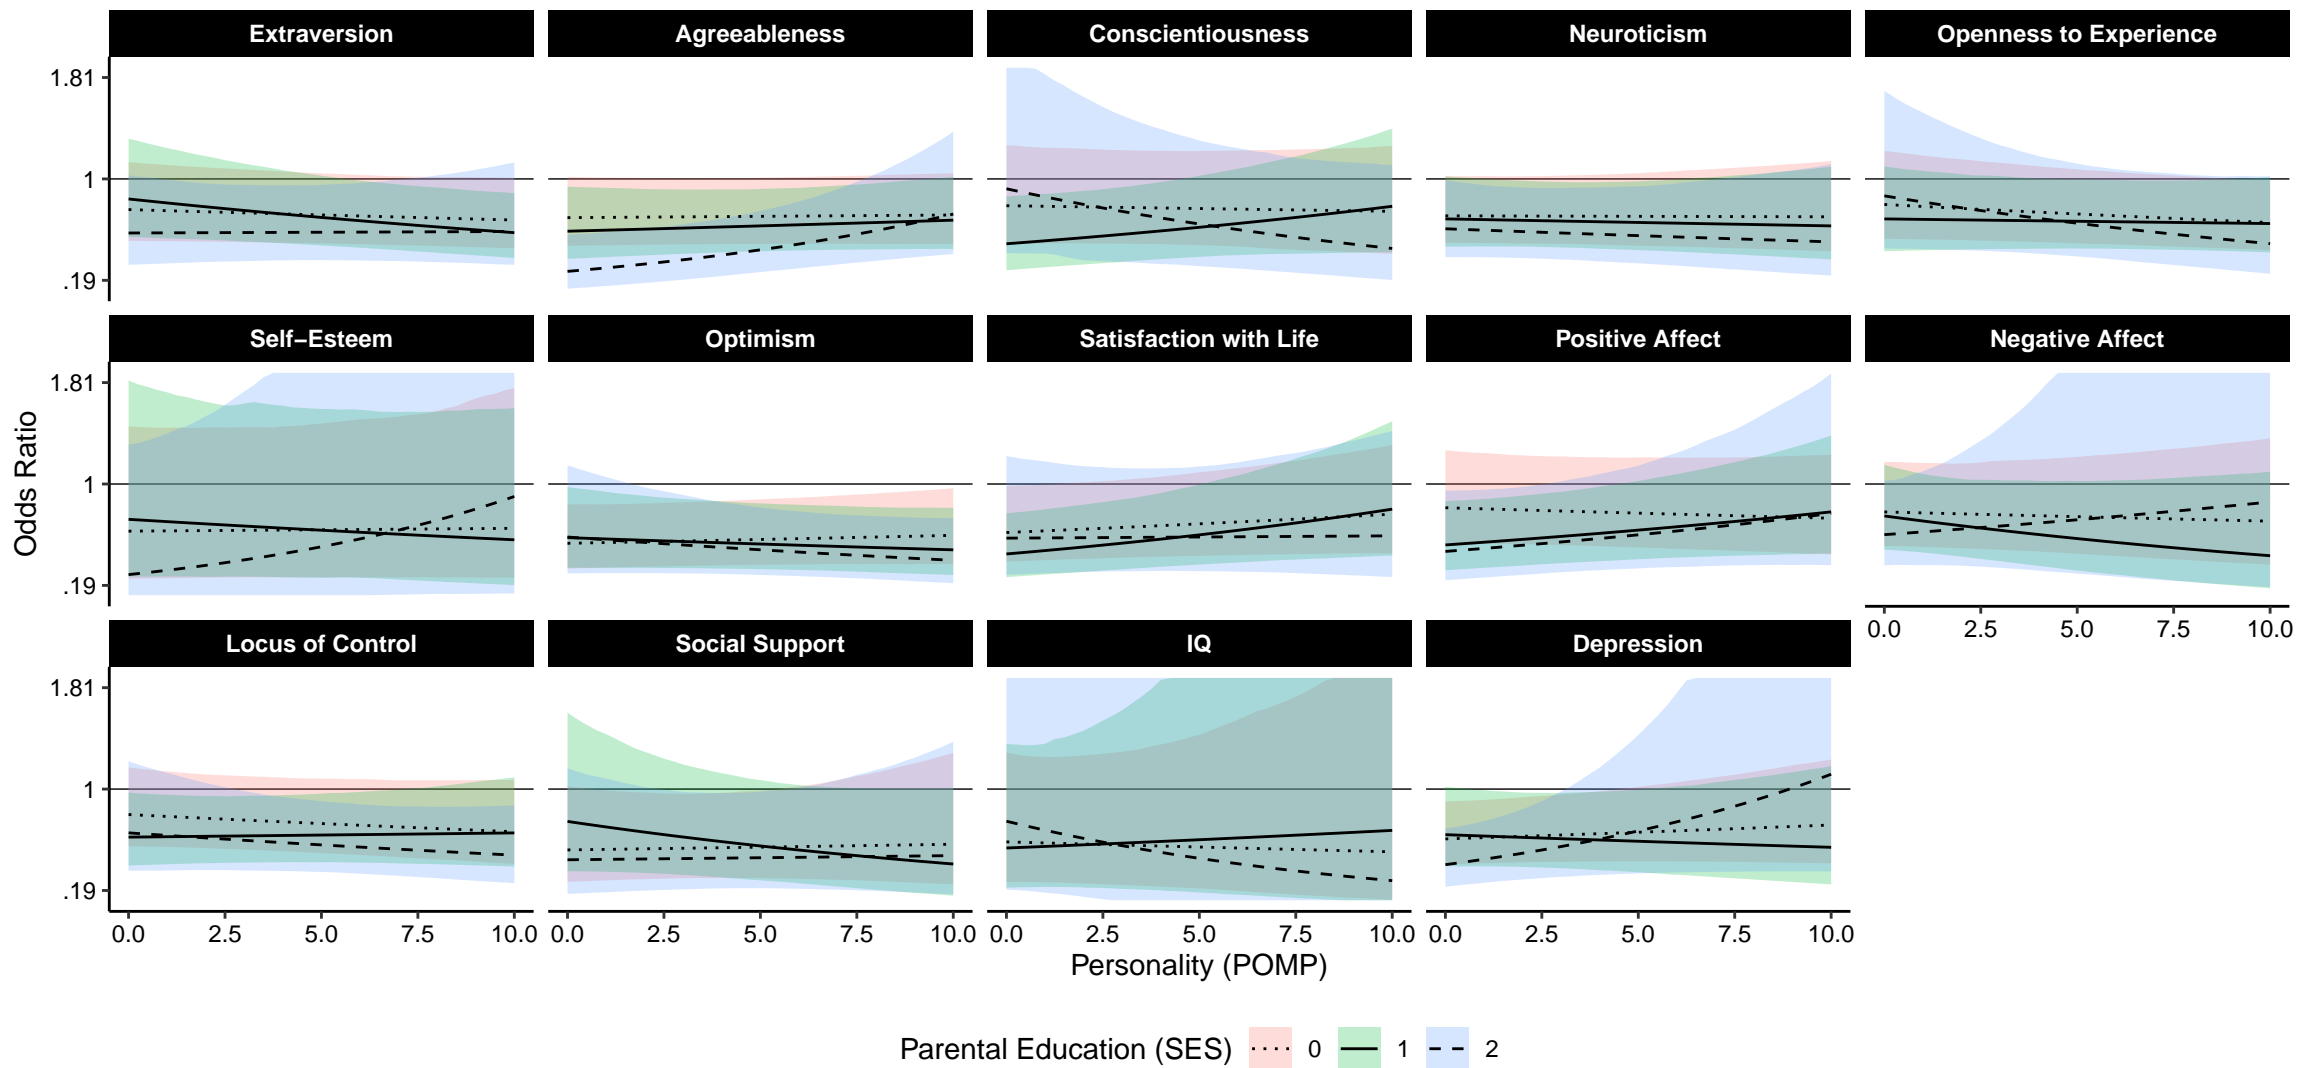 Extraversion Agreeableness Conscientiousness Neuroticism Openness to Experience
1.81
1
.19
Self−Esteem Optimism Satisfaction with Life Positive Affect Negative Affect
1.81
1
.19
0.0 2.5 5.0 7.5 10.0
Locus of Control Social Support IQ Depression
1.81
1
.19
0.0 2.5 5.0 7.5 10.0 0.0 2.5 5.0 7.5 10.0 0.0 2.5 5.0 7.5 10.0 0.0 2.5 5.0 7.5 10.0
Odds Ratio
Personality (POMP)
Parental Education (SES) 0 1 2